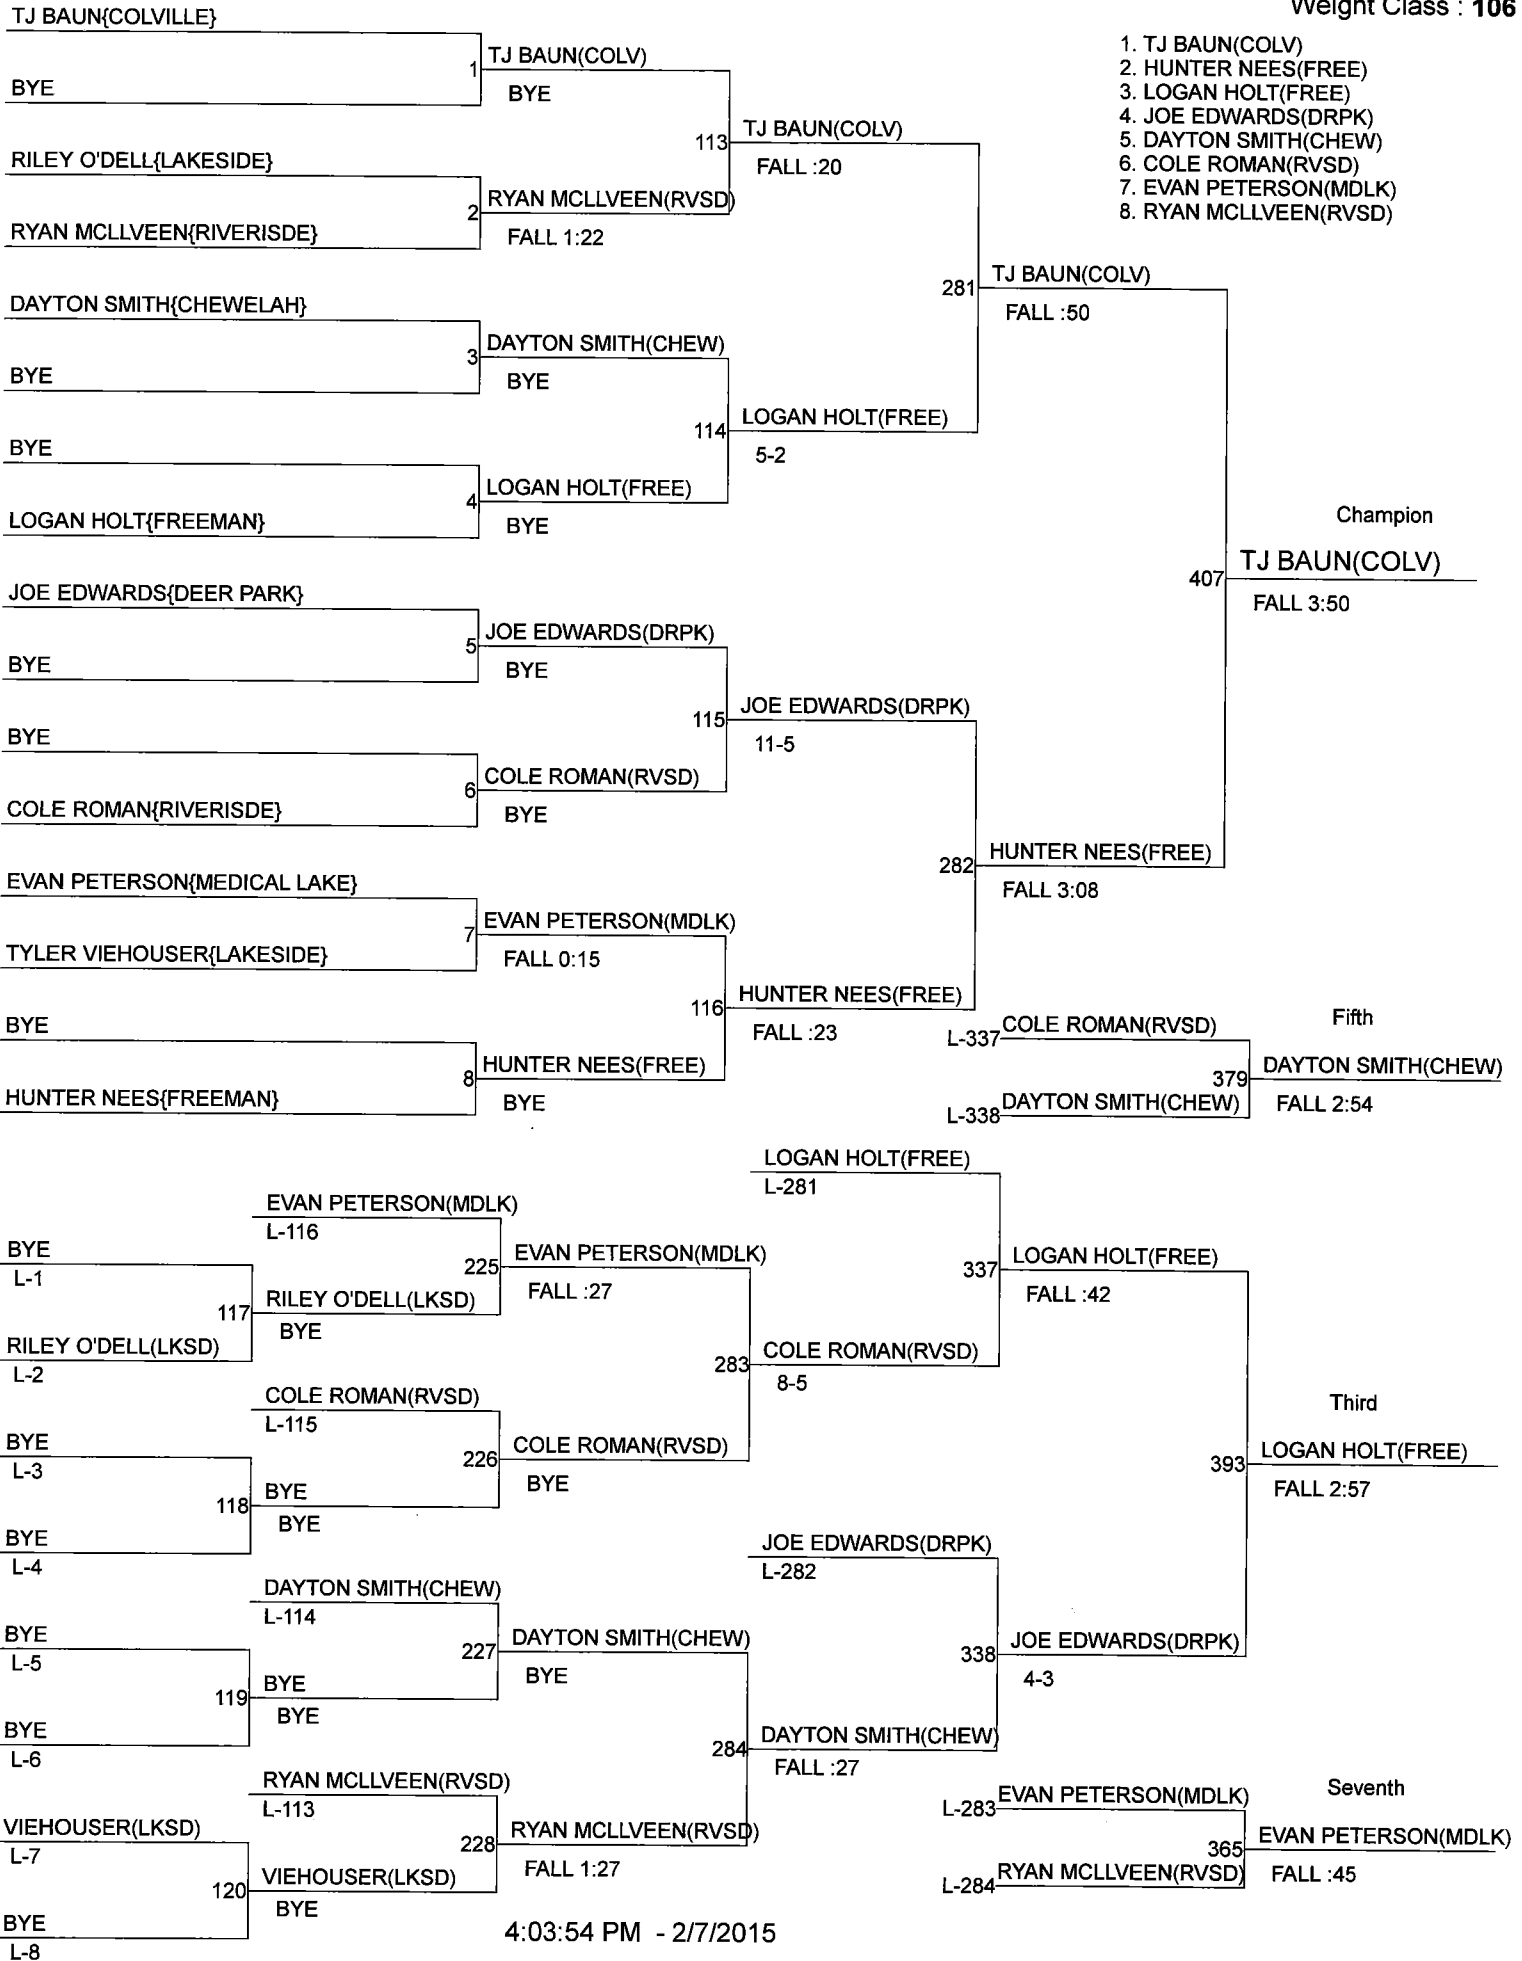 Weight Class : 106
1. TJ BAUN(COLV)
2. HUNTER NEES(FREE)
3. LOGAN HOLT(FREE)
4. JOE EDWARDS(DRPK)
5. DAYTON SMITH(CHEW)
6. COLE ROMAN(RVSD)
7. EVAN PETERSON(MDLK)
8. RYAN MCLLVEEN(RVSD)
TJ BAUN{COLVILLE}
BYE
RILEY O'DELL{LAKESIDE}
RYAN MCLLVEEN{RIVERISDE}
DAYTON SMITH{CHEWELAH}
BYE
BYE
LOGAN HOLT{FREEMAN}
JOE EDWARDS{DEER PARK}
BYE
BYE
COLE ROMAN{RIVERISDE}
EVAN PETERSON{MEDICAL LAKE}
TYLER VIEHOUSER{LAKESIDE}
BYE
HUNTER NEES{FREEMAN}
1 TJ BAUN(COLV)
BYE
2 RYAN MCLLVEEN(RVSD)
FALL 1:22
3 DAYTON SMITH(CHEW)
BYE
4 LOGAN HOLT(FREE)
BYE
5 JOE EDWARDS(DRPK)
BYE
6 COLE ROMAN(RVSD)
BYE
7 EVAN PETERSON(MDLK)
FALL 0:15
8 HUNTER NEES(FREE)
BYE
113 TJ BAUN(COLV)
FALL :20
114 LOGAN HOLT(FREE)
5-2
115 JOE EDWARDS(DRPK)
11-5
116 HUNTER NEES(FREE)
FALL :23
281 TJ BAUN(COLV)
FALL :50
282 HUNTER NEES(FREE)
FALL 3:08
Champion
407 TJ BAUN(COLV)
FALL 3:50
Fifth
L-337 COLE ROMAN(RVSD)
L-338 DAYTON SMITH(CHEW)
379 DAYTON SMITH(CHEW)
FALL 2:54
BYE
L-1
RILEY O'DELL(LKSD)
L-2
BYE
L-3
BYE
L-4
BYE
L-5
BYE
L-6
VIEHOUSER(LKSD)
L-7
BYE
L-8
EVAN PETERSON(MDLK)
L-116
117 RILEY O'DELL(LKSD)
BYE
COLE ROMAN(RVSD)
L-115
118 BYE
BYE
DAYTON SMITH(CHEW)
L-114
119 BYE
BYE
RYAN MCLLVEEN(RVSD)
L-113
120 VIEHOUSER(LKSD)
BYE
225 EVAN PETERSON(MDLK)
FALL :27
226 COLE ROMAN(RVSD)
BYE
227 DAYTON SMITH(CHEW)
BYE
228 RYAN MCLLVEEN(RVSD)
FALL 1:27
LOGAN HOLT(FREE)
L-281
283 COLE ROMAN(RVSD)
8-5
JOE EDWARDS(DRPK)
L-282
284 DAYTON SMITH(CHEW)
FALL :27
337 LOGAN HOLT(FREE)
FALL :42
338 JOE EDWARDS(DRPK)
4-3
Third
393 LOGAN HOLT(FREE)
FALL 2:57
Seventh
L-283 EVAN PETERSON(MDLK)
L-284 RYAN MCLLVEEN(RVSD)
365 EVAN PETERSON(MDLK)
FALL :45
4:03:54 PM - 2/7/2015